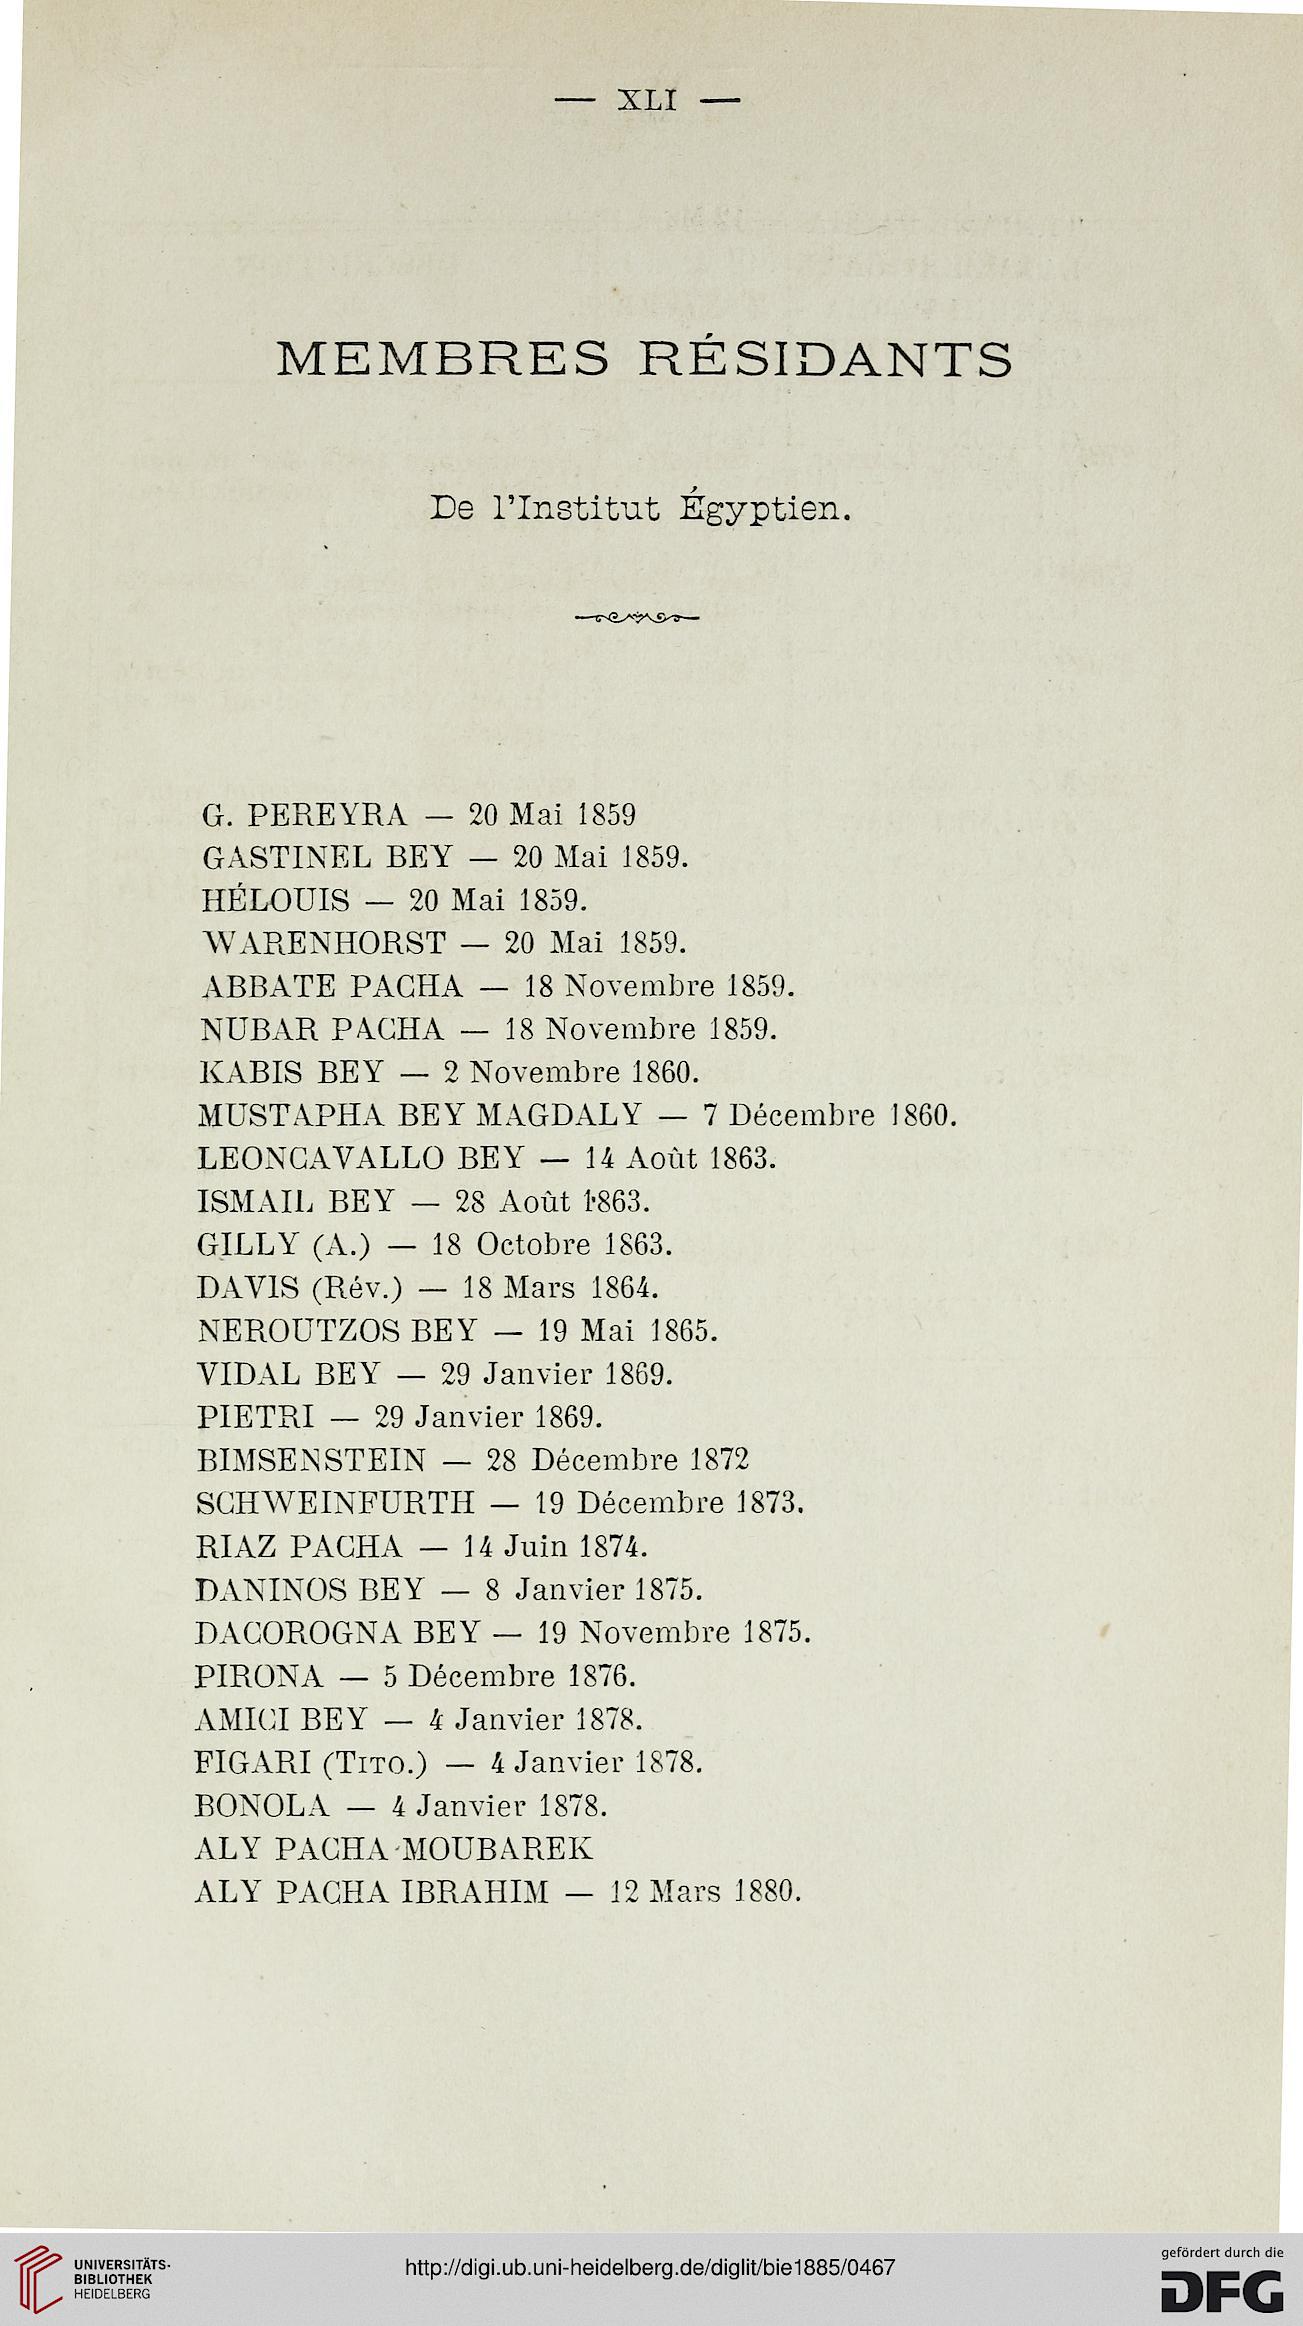 — XLI —
MEMBRES RÉSIDANTS
De l'Institut Égyptien.
G. PEREYRA — 20 Mai 1859
GASTINEL BEY — 20 Mai 1859.
HÉLOUIS — 20 Mai 1859.
WARENHORST — 20 Mai 1859.
ABBATE PACHA — 18 Novembre 1859.
NUBAR PACHA — 18 Novembre 1859.
KABIS BEY — 2 Novembre 1860.
MUSTAPHA BEY MAGDALY — 7 Décembre 1860.
LEONCAVALLO BEY — 14 Août 1863.
ISMAIL BEY — 28 Août 1863.
GILLY (A.) — 18 Octobre 1863.
DAVIS (Rév.) — 18 Mars 1864.
NEROUTZOS BEY — 19 Mai 1865.
VIDAL BEY — 29 Janvier 1869.
PIETRI — 29 Janvier 1869.
BIMSENSTEIN — 28 Décembre 1872
SCHWEINFURTH — 19 Décembre 1873.
RIAZ PACHA — 14 Juin 1874.
DANINOS BEY — 8 Janvier 1875.
DACOROGNA BEY — 19 Novembre 1875.
PIRONA — 5 Décembre 1876.
AMICI BEY — 4 Janvier 1878.
FIGARI (TITO.) — 4 Janvier 1878.
BONOLA — 4 Janvier 1878.
ALY PACHA MOUBAREK
ALY PACHA IBRAHIM — 12 Mars 1880.
UNIVERSITÄTS-
BIBLIOTHEK
HEIDELBERG
http://digi.ub.uni-heidelberg.de/diglit/bie1885/0467
gefördert durch die
DFG